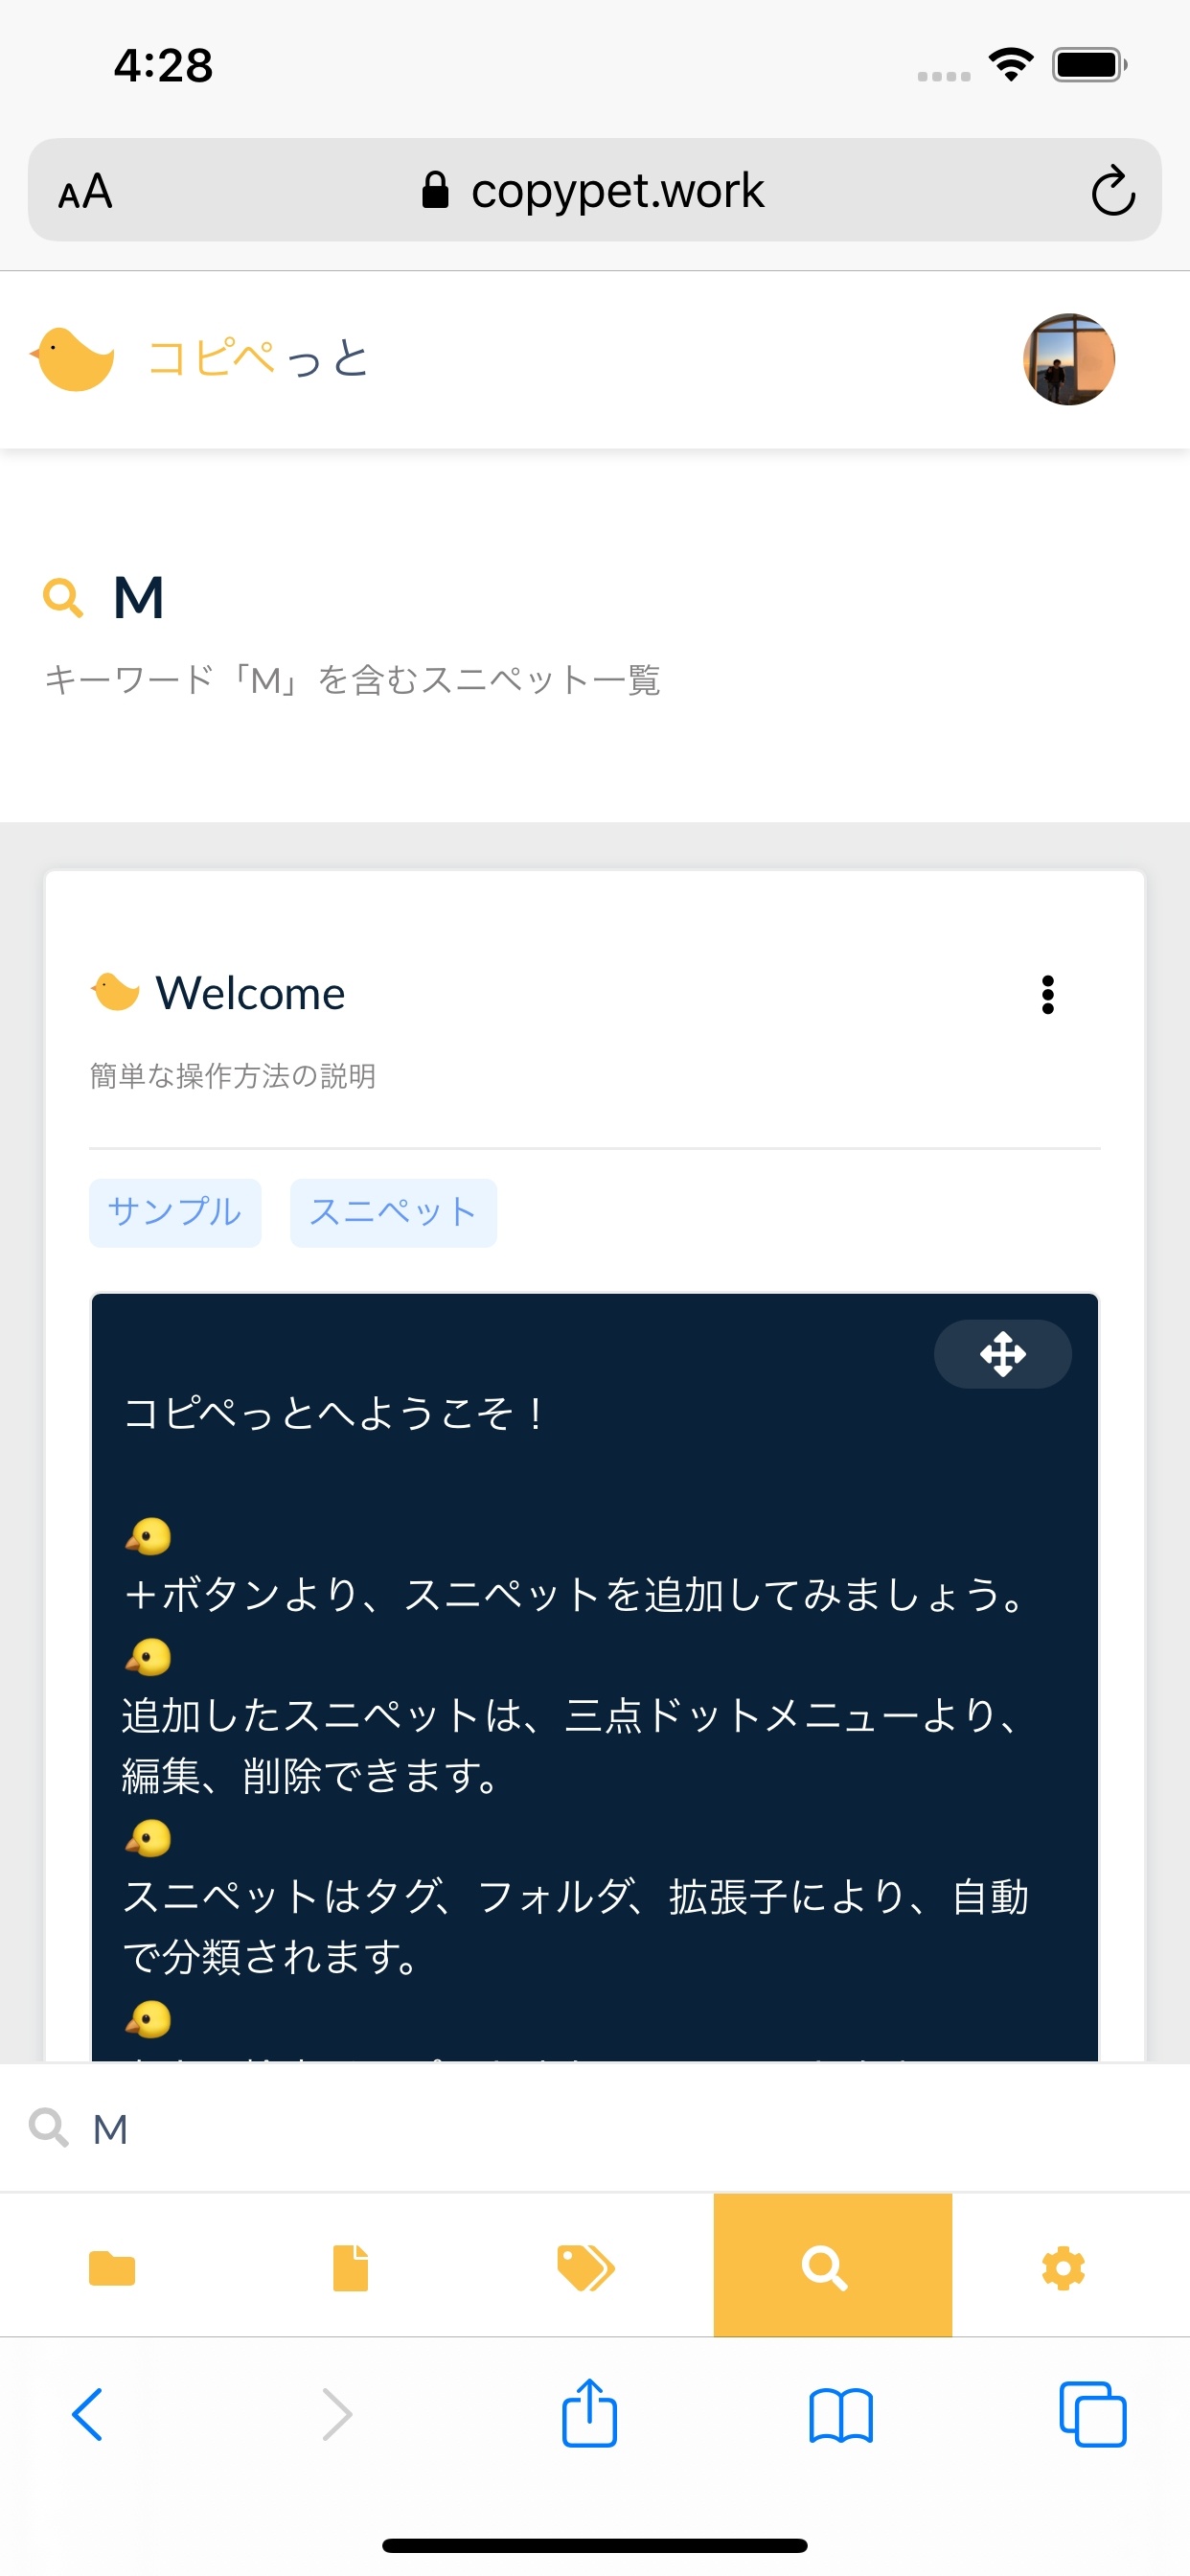 4:28
AA copypet.work
コピペっと
M
キーワード「M」を含むスニペット一覧
Welcome
簡単な操作方法の説明
サンプル スニペット
コピペっとへようこそ！
＋ボタンより、スニペットを追加してみましょう。
追加したスニペットは、三点ドットメニューより、
編集、削除できます。
スニペットはタグ、フォルダ、拡張子により、自動
で分類されます。
M